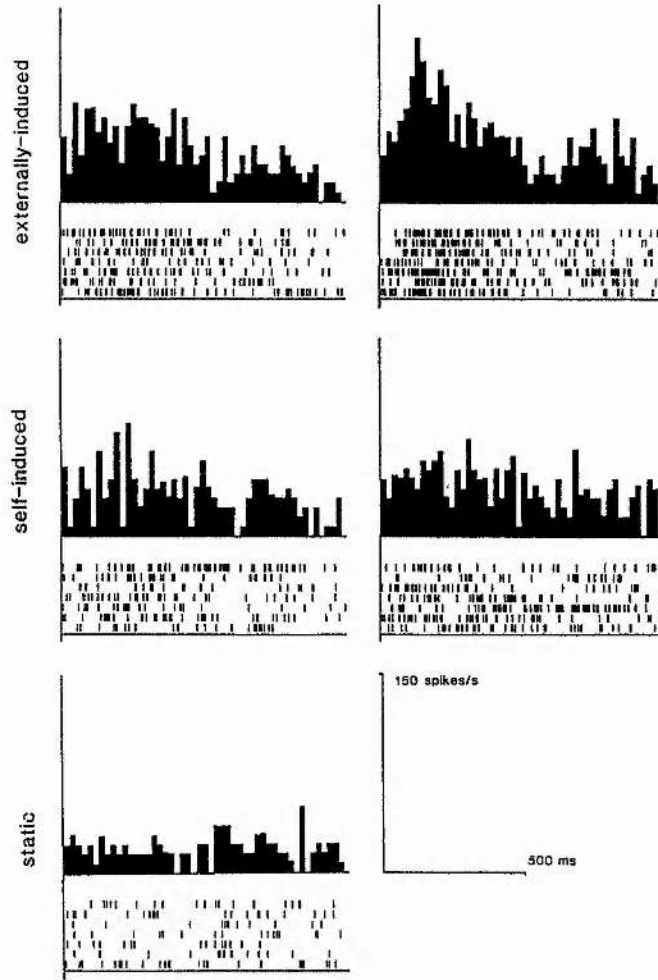 externally-induced
self-induced
static
150 spikes/s
500 ms